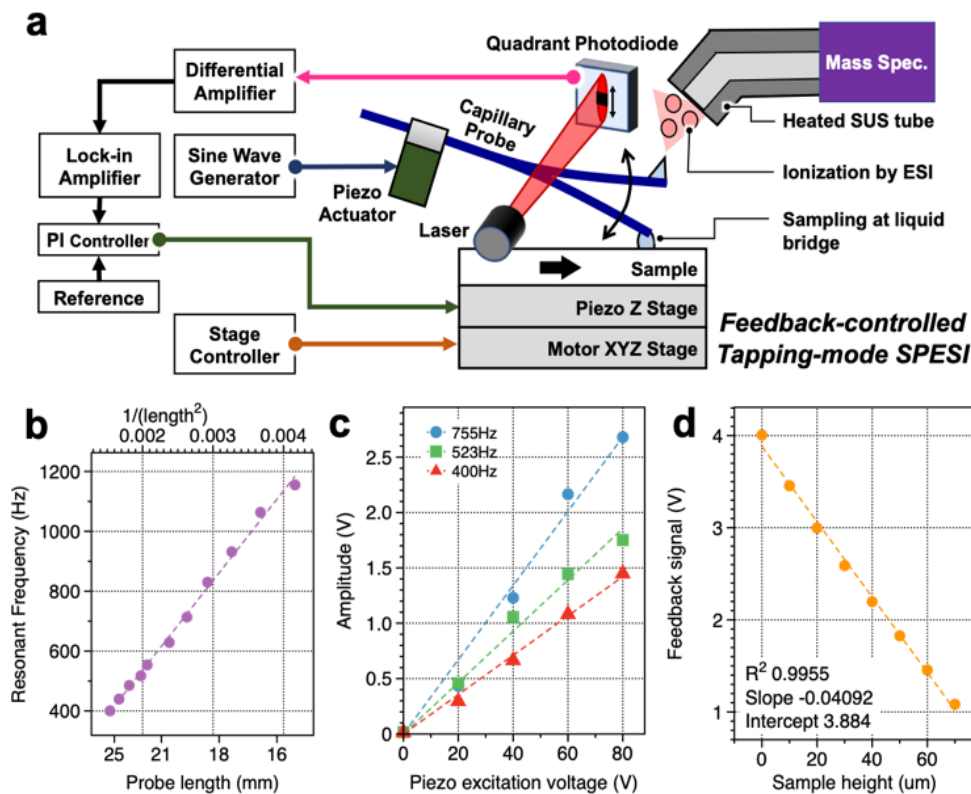 a
Quadrant Photodiode
Mass Spec.
Differential
Amplifier
Capillary
Probe
Heated SUS tube
Lock-in
Amplifier
Sine Wave
Generator
Piezo
Actuator
Ionization by ESI
Laser
Sampling at liquid
bridge
PI Controller
Sample
Reference
Piezo Z Stage
Stage
Controller
Motor XYZ Stage
Feedback-controlled
Tapping-mode SPESI
b
1/(length²)
0.002 0.003 0.004
1200
1000
800
600
400
Resonant Frequency (Hz)
25 21 18 16
Probe length (mm)
c
755Hz
523Hz
400Hz
2.5
2.0
1.5
1.0
0.5
0
Amplitude (V)
0 20 40 60 80
Piezo excitation voltage (V)
d
4
3
2
1
Feedback signal (V)
R² 0.9955
Slope -0.04092
Intercept 3.884
0 20 40 60
Sample height (um)